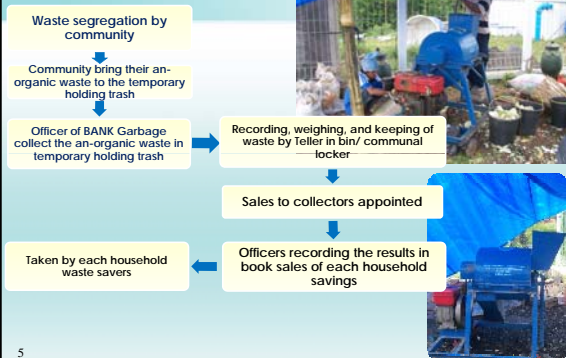 Waste segregation by
community
Community bring their an-
organic waste to the temporary
holding trash
Officer of BANK Garbage
collect the an-organic waste in
temporary holding trash
Recording, weighing, and keeping of
waste by Teller in bin/ communal
locker
Sales to collectors appointed
Officers recording the results in
book sales of each household
savings
Taken by each household
waste savers
5